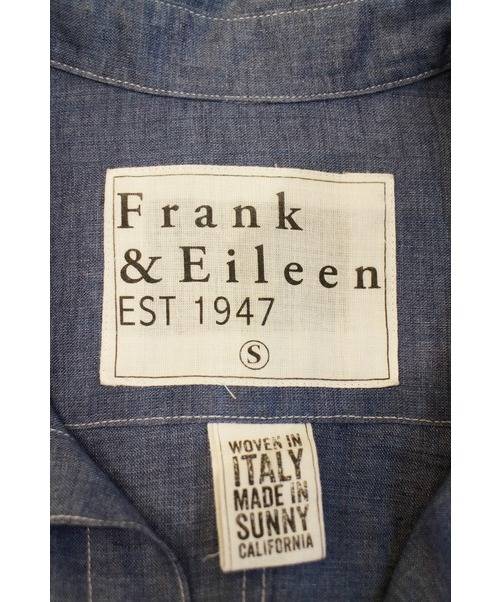 Frank
& Eileen
EST 1947
S
WOVEN IN
ITALY
MADE IN
SUNNY
CALIFORNIA